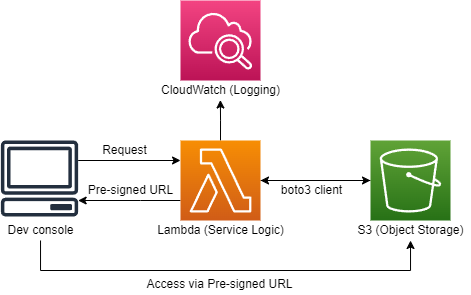 CloudWatch (Logging)
Request
Pre-signed URL
boto3 client
Dev console
Lambda (Service Logic)
S3 (Object Storage)
Access via Pre-signed URL